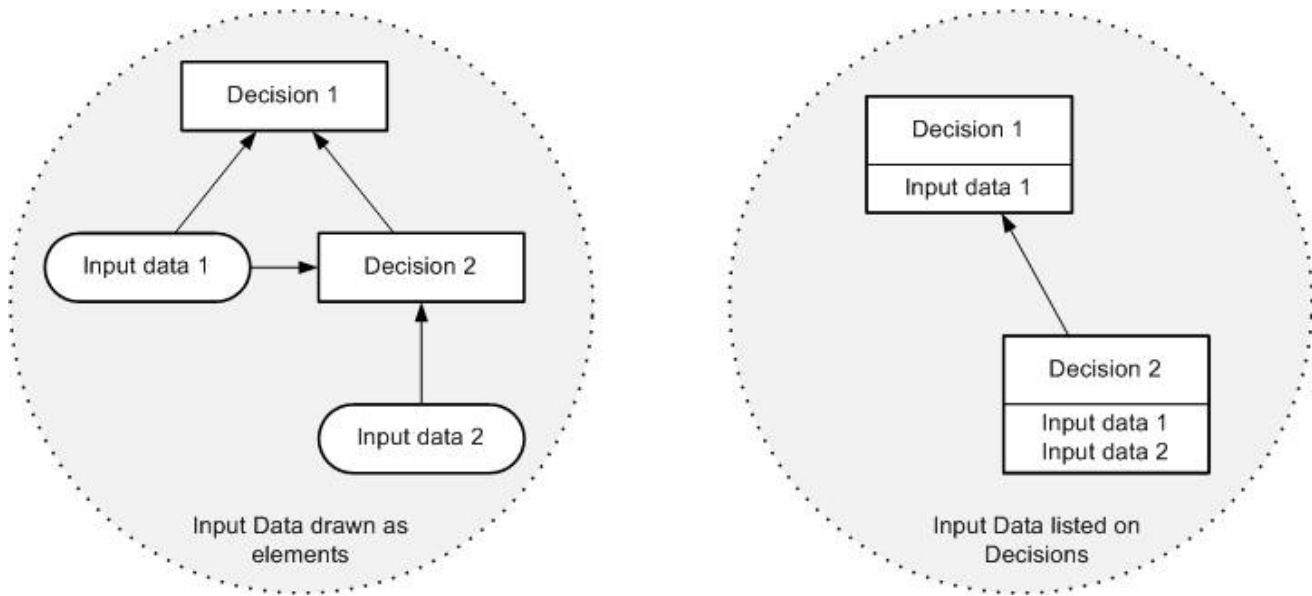 Decision 1
Input data 1
Decision 2
Input data 2
Input Data drawn as
elements
Decision 1
Input data 1
Decision 2
Input data 1
Input data 2
Input Data listed on
Decisions